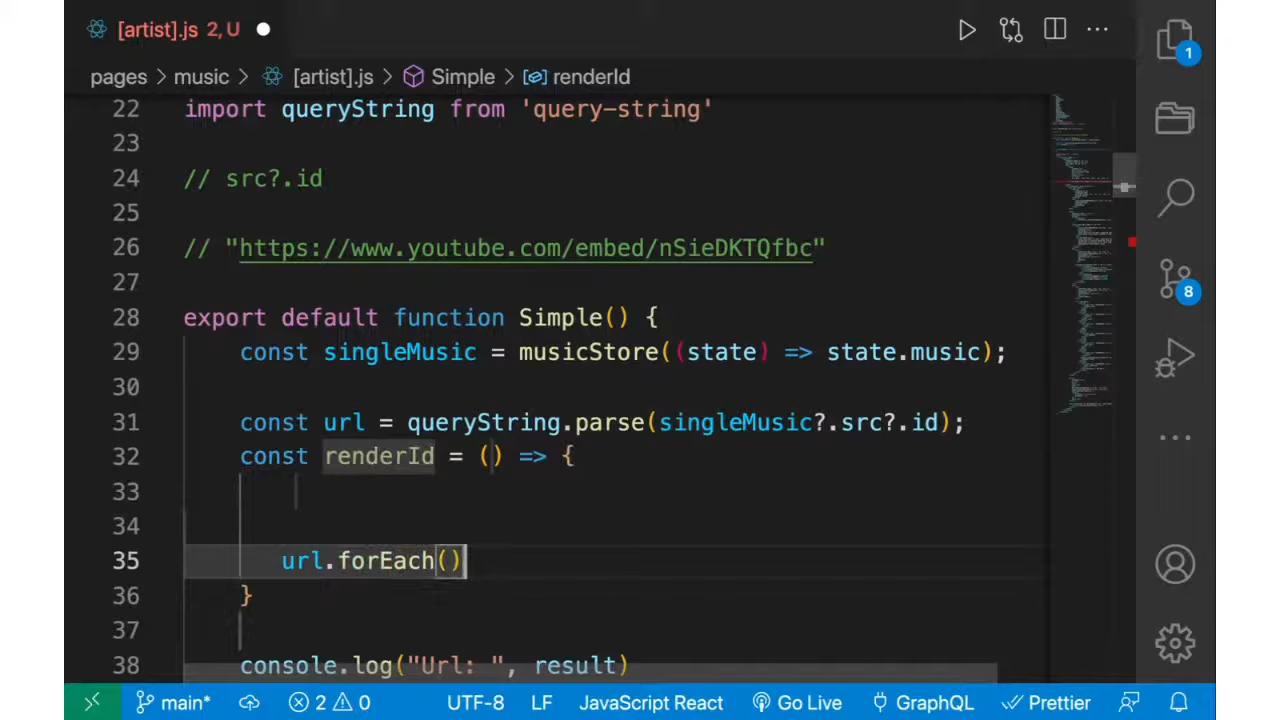 [artist].js 2, U
pages > music > [artist].js > Simple > renderId
22 import queryString from 'query-string'
23
24 // src?.id
25
26 // "https://www.youtube.com/embed/nSieDKTQfbc"
27
28 export default function Simple() {
29 const singleMusic = musicStore((state) => state.music);
30
31 const url = queryString.parse(singleMusic?.src?.id);
32 const renderId = () => {
33
34
35 url.forEach()
36 }
37
38 console.log("Url: ", result)
1
8
main* 2 0 UTF-8 LF JavaScript React Go Live GraphQL Prettier